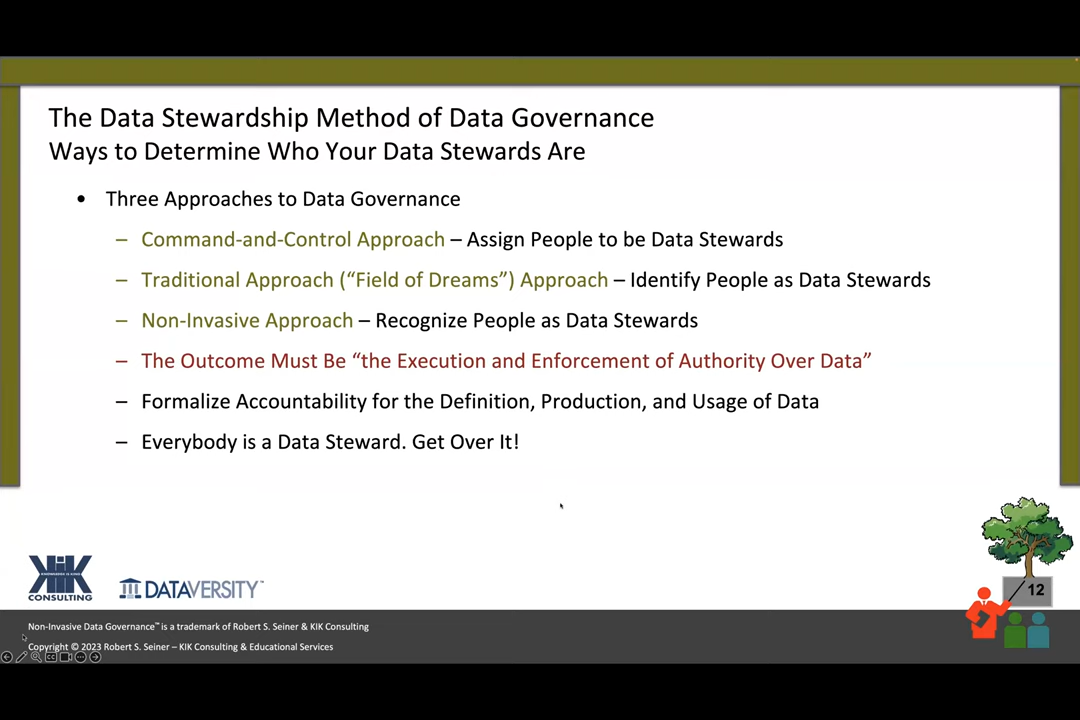 The Data Stewardship Method of Data Governance
Ways to Determine Who Your Data Stewards Are
• Three Approaches to Data Governance
– Command-and-Control Approach – Assign People to be Data Stewards
– Traditional Approach (“Field of Dreams”) Approach – Identify People as Data Stewards
– Non-Invasive Approach – Recognize People as Data Stewards
– The Outcome Must Be “the Execution and Enforcement of Authority Over Data”
– Formalize Accountability for the Definition, Production, and Usage of Data
– Everybody is a Data Steward. Get Over It!
KIK
KNOWLEDGE IS KING
CONSULTING
DATAVERSITY™
12
Non-Invasive Data Governance™ is a trademark of Robert S. Seiner & KIK Consulting
Copyright © 2023 Robert S. Seiner – KIK Consulting & Educational Services
CC